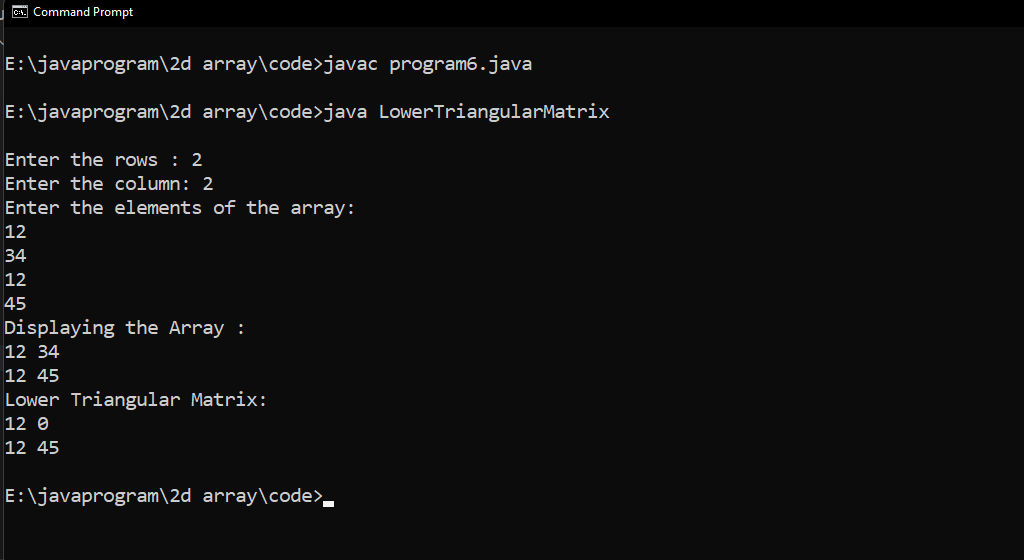 Command Prompt
E:\javaprogram\2d array\code>javac program6.java
E:\javaprogram\2d array\code>java LowerTriangularMatrix
Enter the rows : 2
Enter the column: 2
Enter the elements of the array:
12
34
12
45
Displaying the Array :
12 34
12 45
Lower Triangular Matrix:
12 0
12 45
E:\javaprogram\2d array\code>